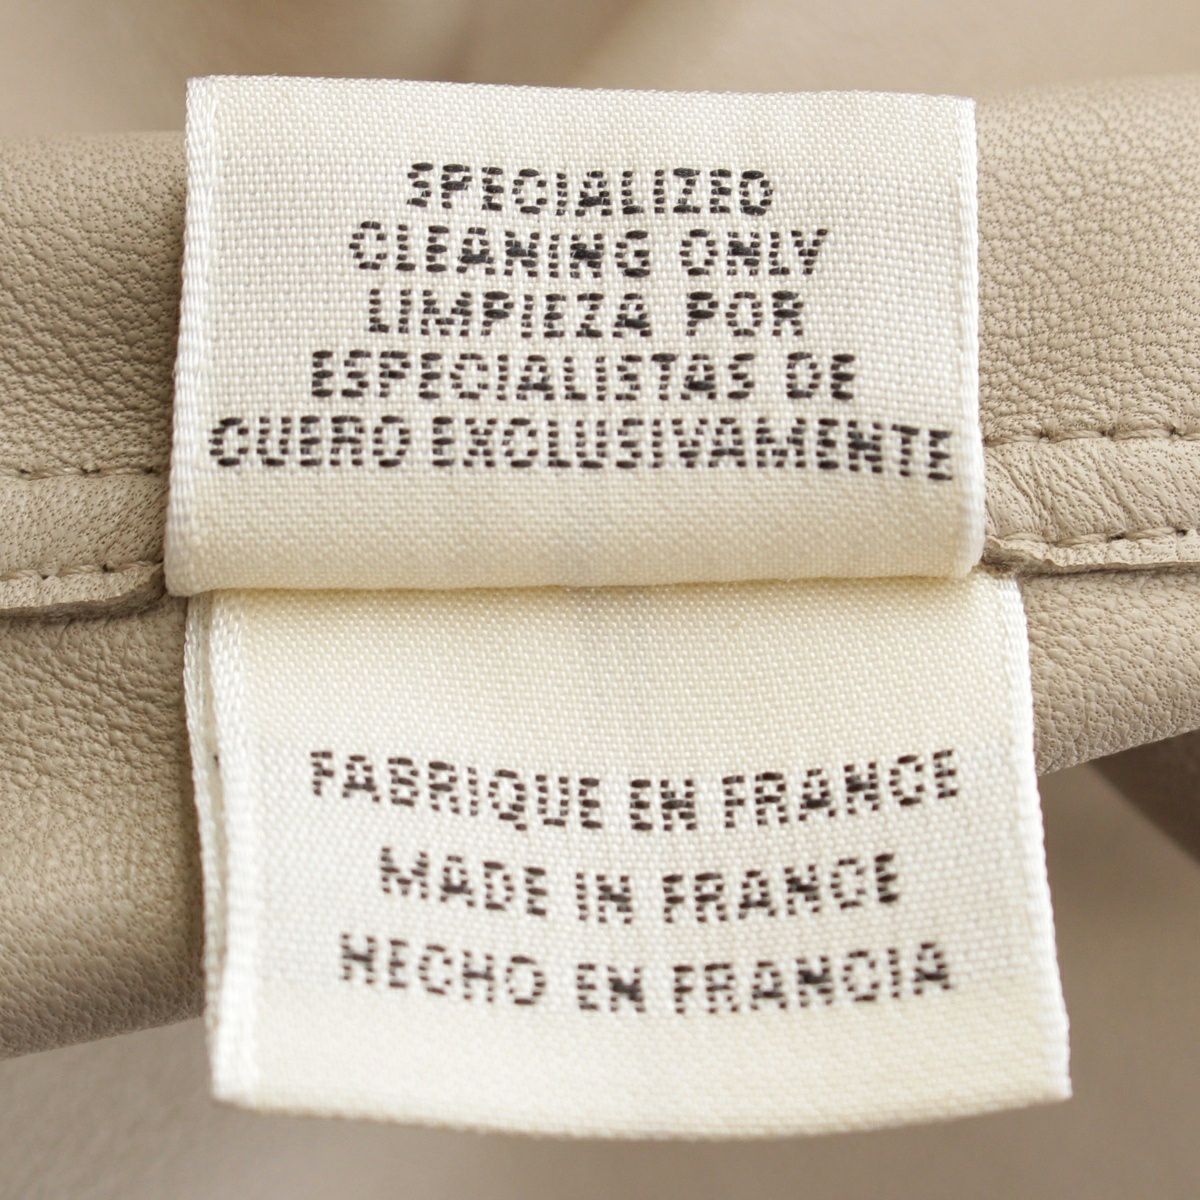 SPECIALIZED
CLEANING ONLY
LIMPIEZA POR
ESPECIALISTAS DE
CUERO EXCLUSIVAMENTE
FABRIQUE EN FRANCE
MADE IN FRANCE
HECHO EN FRANCIA